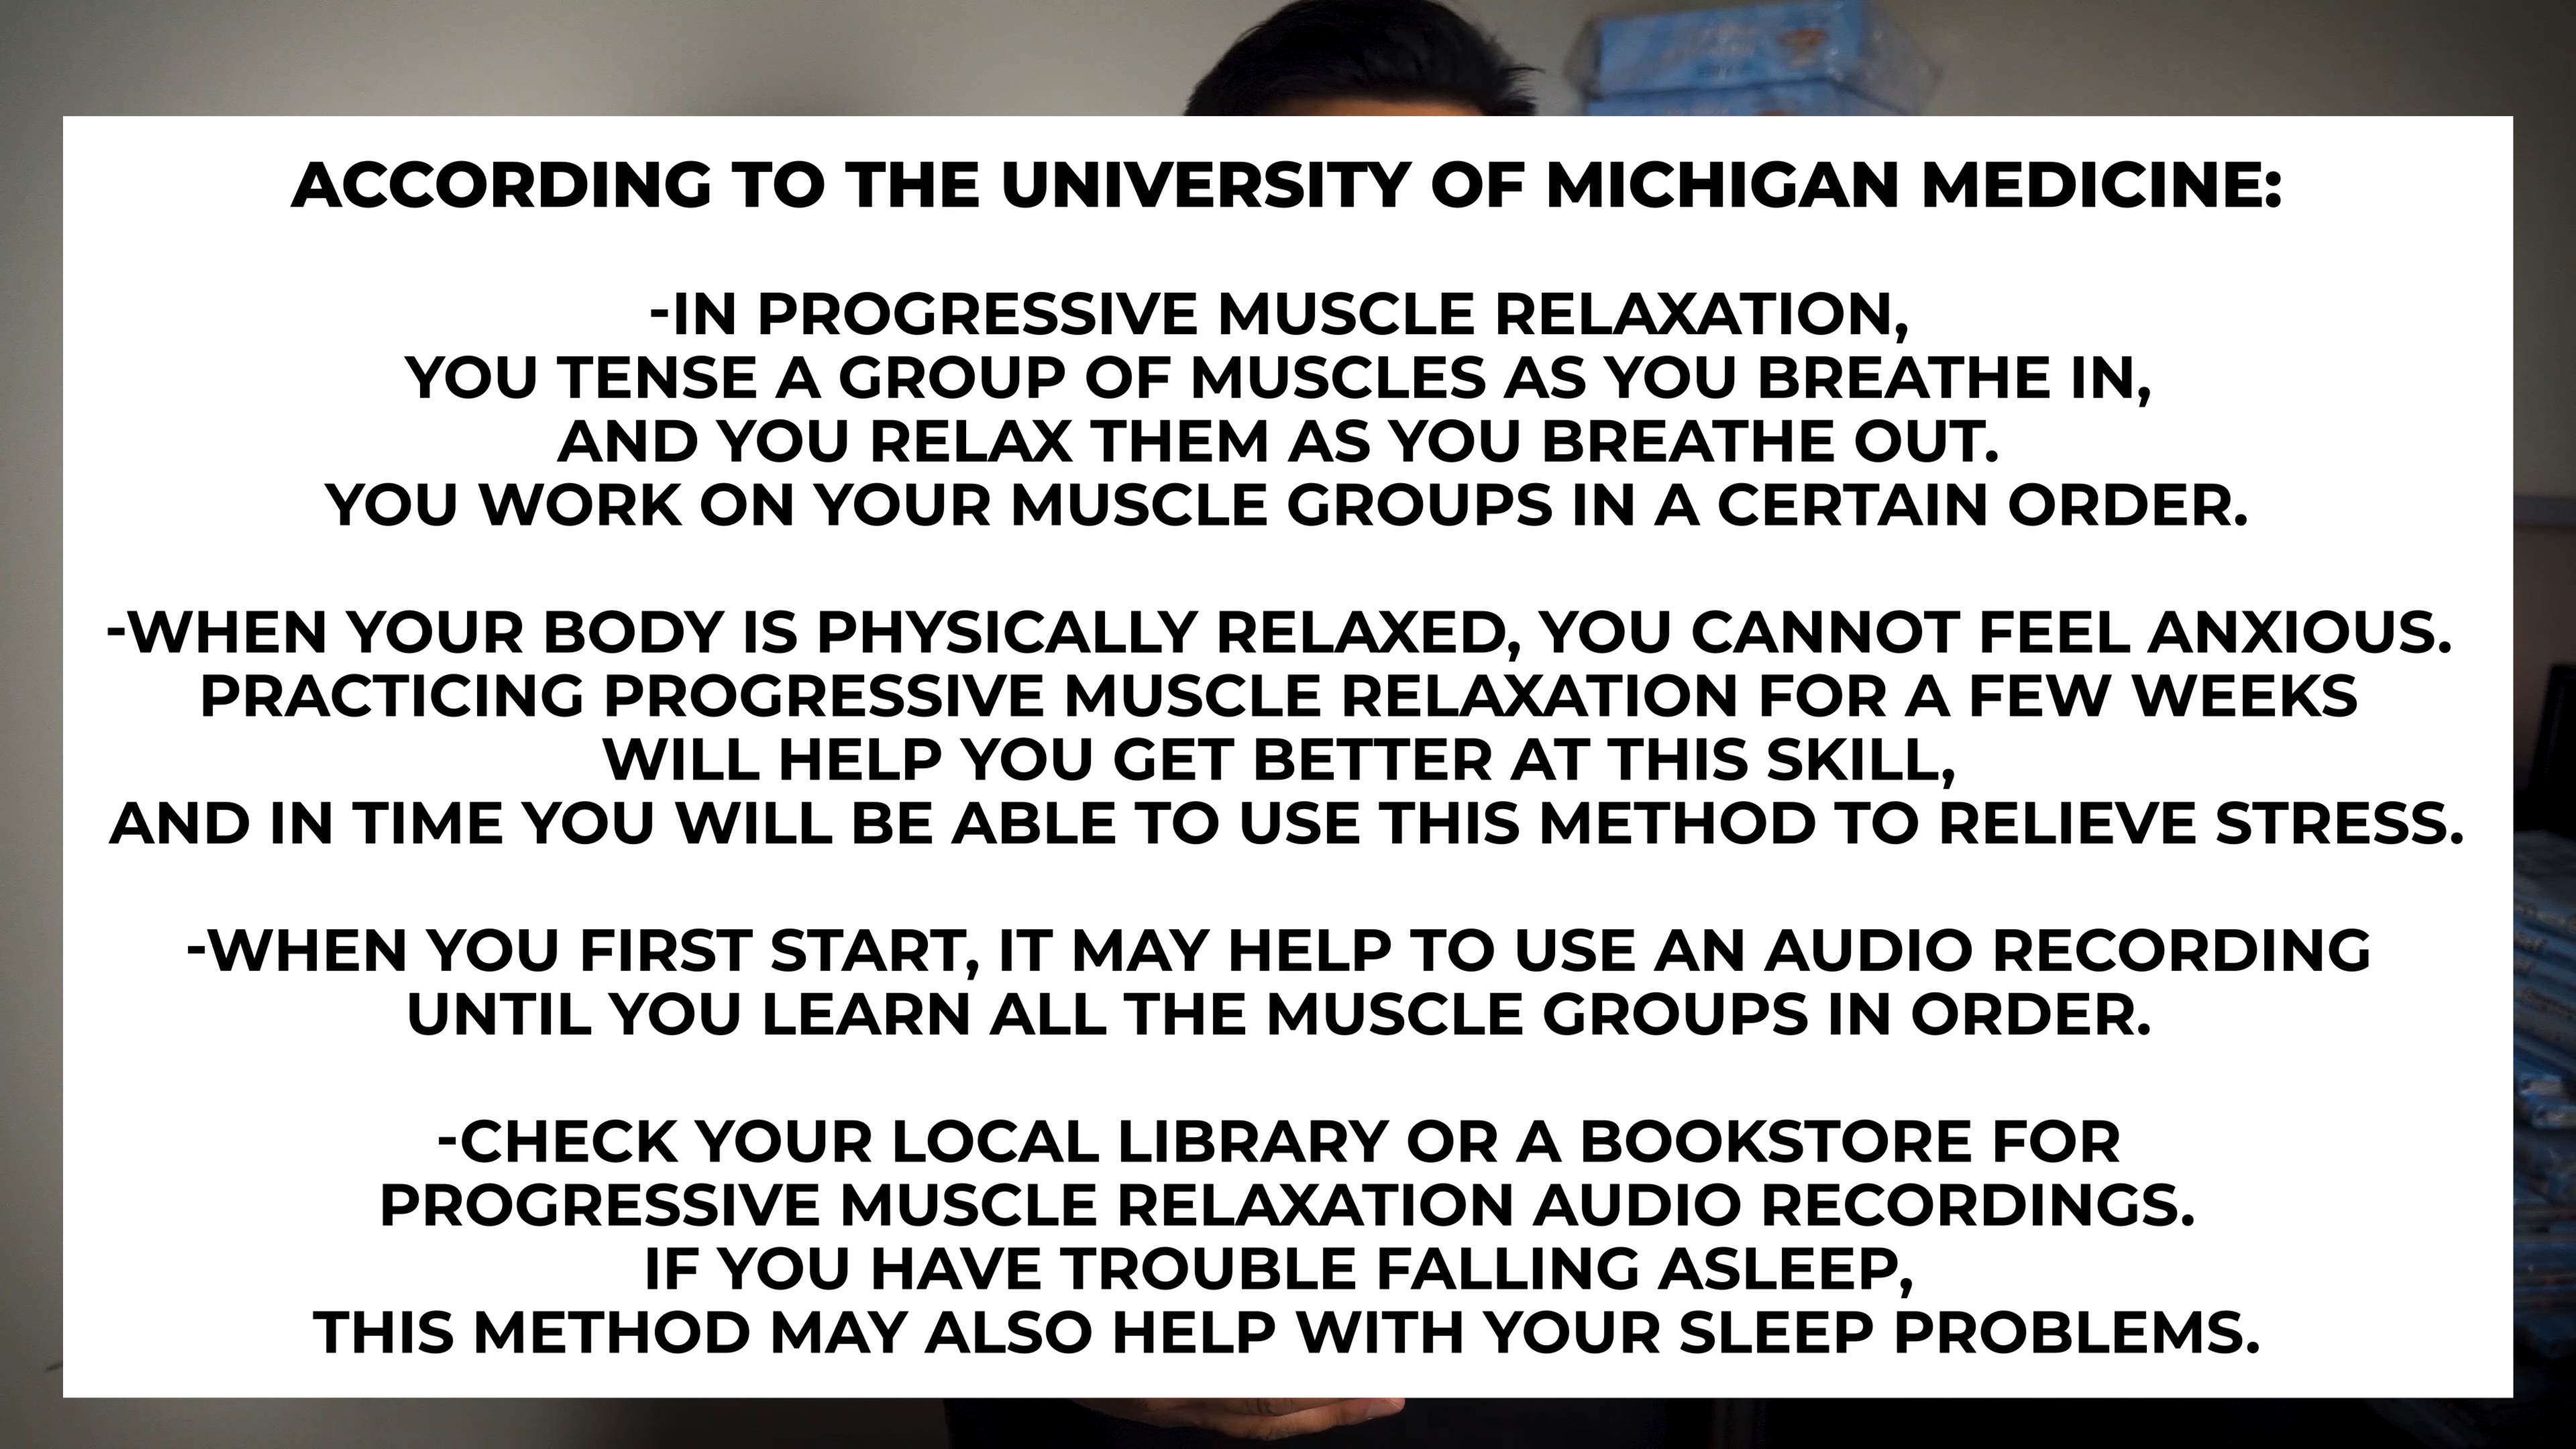 ACCORDING TO THE UNIVERSITY OF MICHIGAN MEDICINE:
-IN PROGRESSIVE MUSCLE RELAXATION,
YOU TENSE A GROUP OF MUSCLES AS YOU BREATHE IN,
AND YOU RELAX THEM AS YOU BREATHE OUT.
YOU WORK ON YOUR MUSCLE GROUPS IN A CERTAIN ORDER.
-WHEN YOUR BODY IS PHYSICALLY RELAXED, YOU CANNOT FEEL ANXIOUS.
PRACTICING PROGRESSIVE MUSCLE RELAXATION FOR A FEW WEEKS
WILL HELP YOU GET BETTER AT THIS SKILL,
AND IN TIME YOU WILL BE ABLE TO USE THIS METHOD TO RELIEVE STRESS.
-WHEN YOU FIRST START, IT MAY HELP TO USE AN AUDIO RECORDING
UNTIL YOU LEARN ALL THE MUSCLE GROUPS IN ORDER.
-CHECK YOUR LOCAL LIBRARY OR A BOOKSTORE FOR
PROGRESSIVE MUSCLE RELAXATION AUDIO RECORDINGS.
IF YOU HAVE TROUBLE FALLING ASLEEP,
THIS METHOD MAY ALSO HELP WITH YOUR SLEEP PROBLEMS.